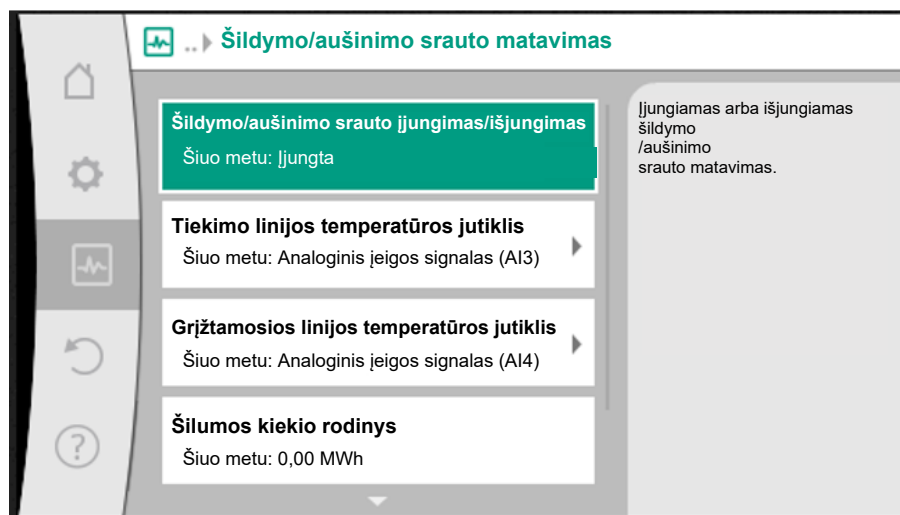 .. Šildymo/aušinimo srauto matavimas
Šildymo/aušinimo srauto įjungimas/išjungimas
Šiuo metu: Įjungta
Tiekimo linijos temperatūros jutiklis
Šiuo metu: Analoginis įeigos signalas (AI3)
Grįžtamosios linijos temperatūros jutiklis
Šiuo metu: Analoginis įeigos signalas (AI4)
Šilumos kiekio rodinys
Šiuo metu: 0,00 MWh
Įjungiamas arba išjungiamas
šildymo
/aušinimo
srauto matavimas.
?